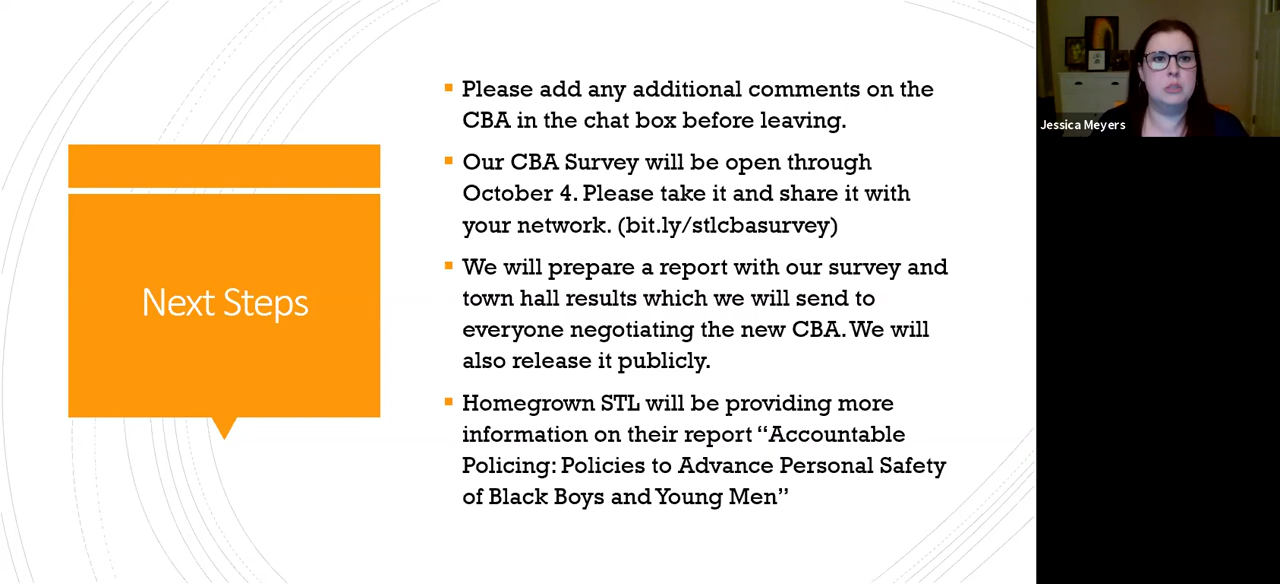 Next Steps
Please add any additional comments on the
CBA in the chat box before leaving.
Our CBA Survey will be open through
October 4. Please take it and share it with
your network. (bit.ly/stlcbasurvey)
We will prepare a report with our survey and
town hall results which we will send to
everyone negotiating the new CBA. We will
also release it publicly.
Homegrown STL will be providing more
information on their report “Accountable
Policing: Policies to Advance Personal Safety
of Black Boys and Young Men”
Jessica Meyers